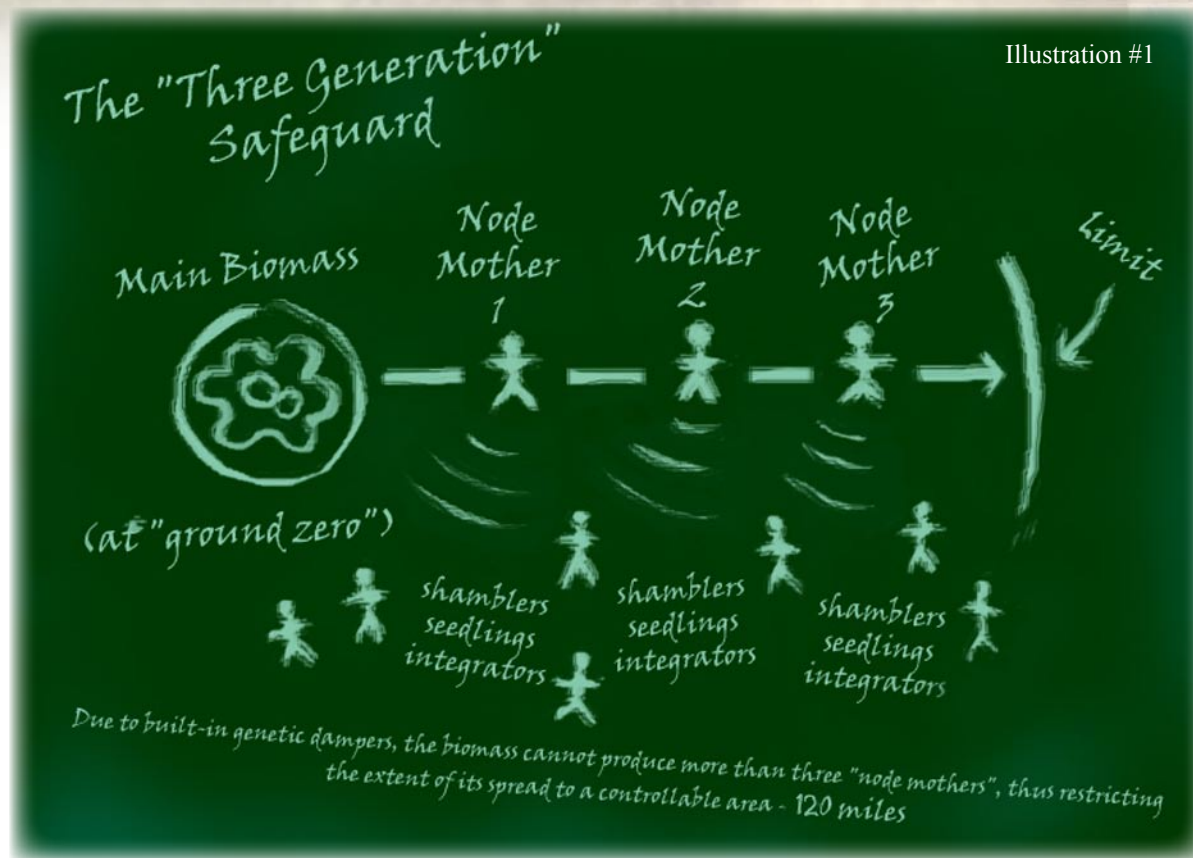 Illustration #1
The "Three Generation"
Safeguard
Main Biomass
Node
Mother
1
Node
Mother
2
Node
Mother
3
Limit
(at "ground zero")
shamblers
seedlings
integrators
shamblers
seedlings
integrators
shamblers
seedlings
integrators
Due to built-in genetic dampers, the biomass cannot produce more than three "node mothers", thus restricting
the extent of its spread to a controllable area - 120 miles